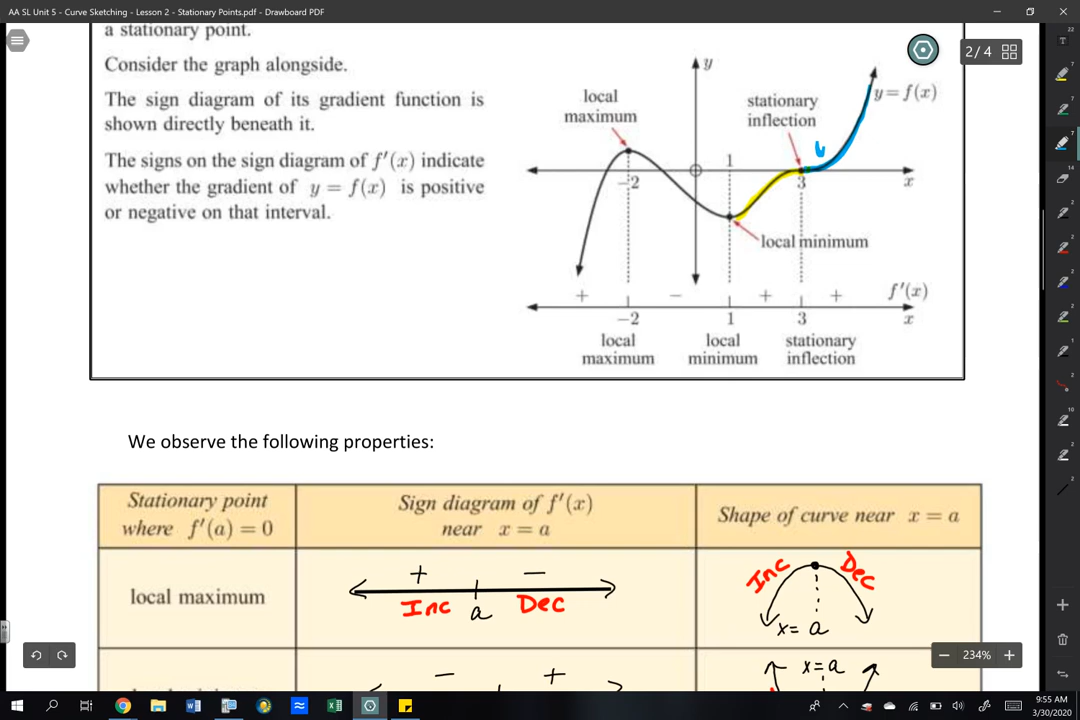 AA SL Unit 5 - Curve Sketching - Lesson 2 - Stationary Points.pdf - Drawboard PDF
a stationary point.
Consider the graph alongside.
The sign diagram of its gradient function is
shown directly beneath it.
The signs on the sign diagram of f'(x) indicate
whether the gradient of y = f(x) is positive
or negative on that interval.
2 / 4
y
local
maximum
stationary
inflection
y = f(x)
-2
1
3
x
local minimum
+ - + + f'(x)
-2 1 3 x
local
maximum
local
minimum
stationary
inflection
We observe the following properties:
Stationary point
where f'(a) = 0
Sign diagram of f'(x)
near x = a
Shape of curve near x = a
local maximum
+ -
Inc a Dec
Inc Dec
x = a
- +
x = a
234%
9:55 AM
3/30/2020